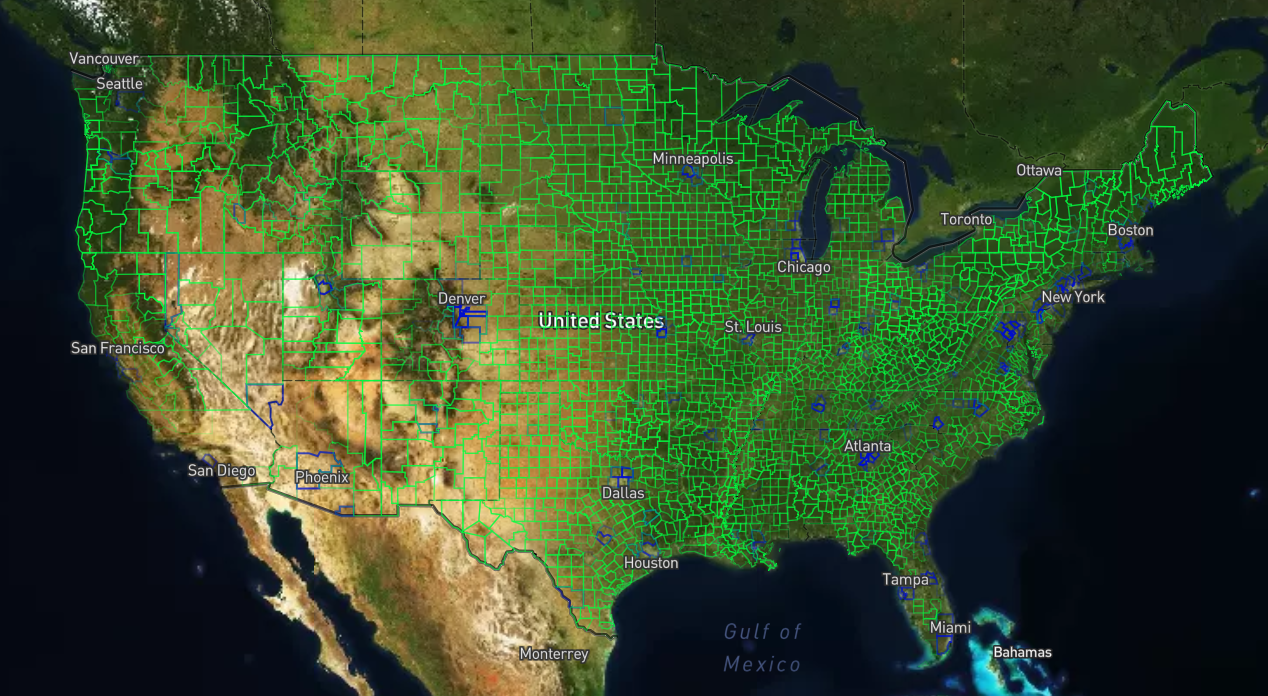 Vancouver
Seattle
Minneapolis
Ottawa
Toronto
Boston
Chicago
New York
Denver
United States
St. Louis
San Francisco
Atlanta
San Diego
Phoenix
Dallas
Houston
Tampa
Miami
Gulf of
Mexico
Bahamas
Monterrey